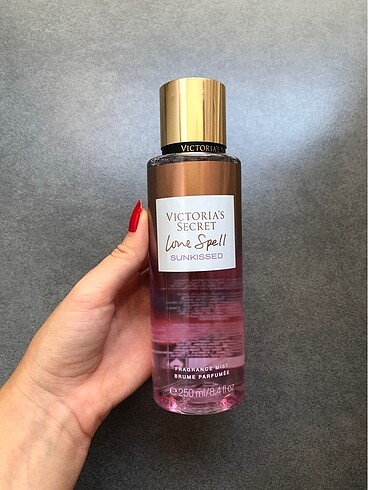 VICTORIA'S
VICTORIA'S
SECRET
Love Spell
SUNKISSED
FRAGRANCE MIST
BRUME PARFUMÉE
℮ 250 ml/8.4 fl oz